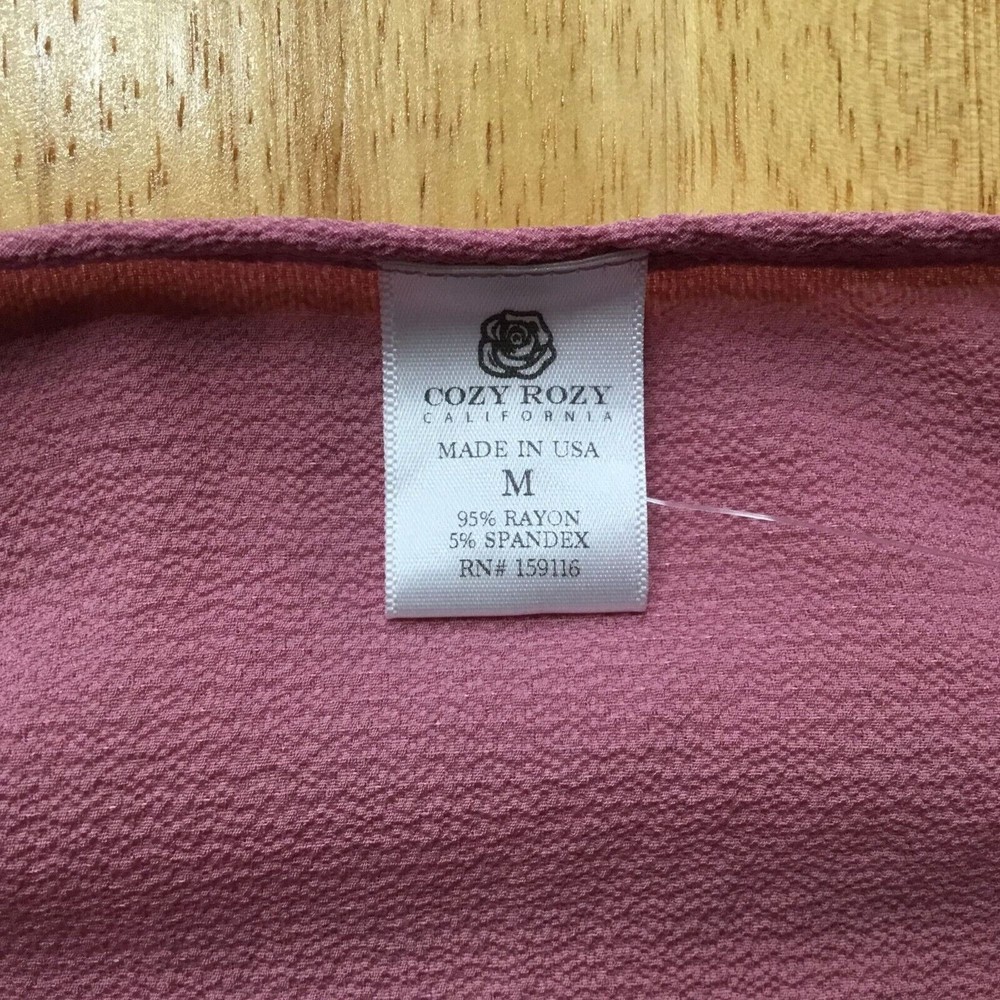 COZY ROZY
CALIFORNIA
MADE IN USA
M
95% RAYON
5% SPANDEX
RN# 159116